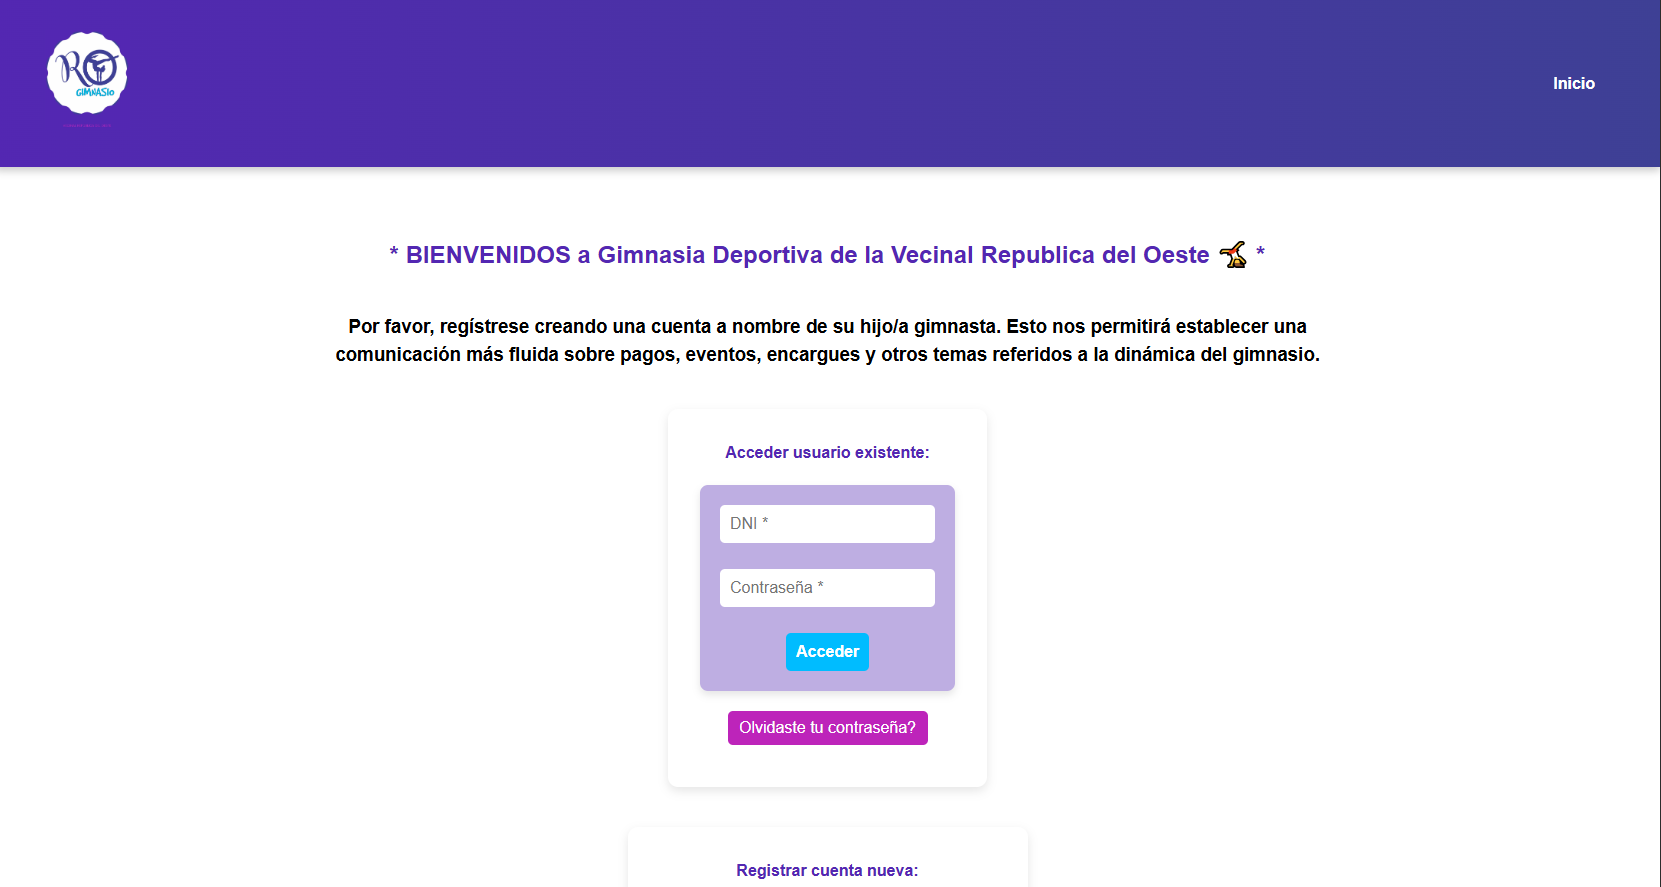 RO
GIMNASIO
Inicio
* BIENVENIDOS a Gimnasia Deportiva de la Vecinal Republica del Oeste 🤸 *
Por favor, regístrese creando una cuenta a nombre de su hijo/a gimnasta. Esto nos permitirá establecer una
comunicación más fluida sobre pagos, eventos, encargues y otros temas referidos a la dinámica del gimnasio.
Acceder usuario existente:
DNI *
Contraseña *
Acceder
Olvidaste tu contraseña?
Registrar cuenta nueva: